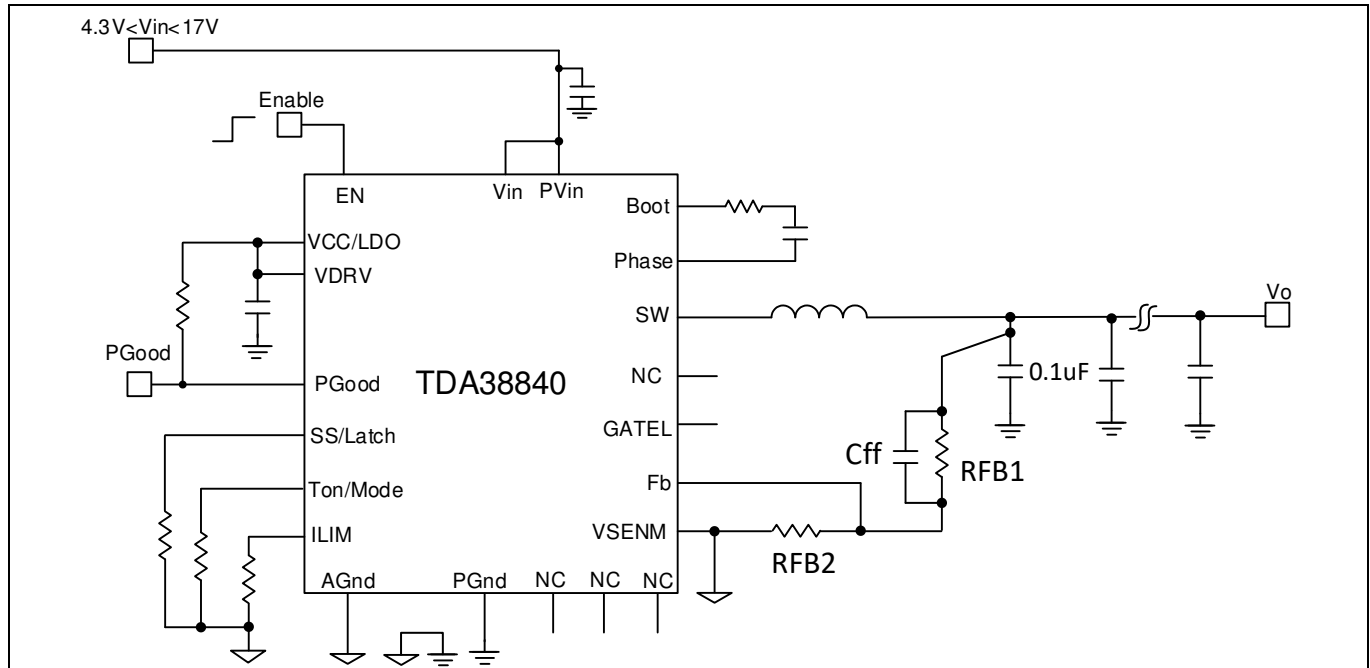 4.3V<Vin<17V
Enable
EN
Vin
PVin
Boot
VCC/LDO
Phase
VDRV
SW
Vo
PGood
PGood
TDA38840
NC
0.1uF
SS/Latch
GATEL
Cff
RFB1
Ton/Mode
Fb
ILIM
VSENM
RFB2
AGnd
PGnd
NC
NC
NC